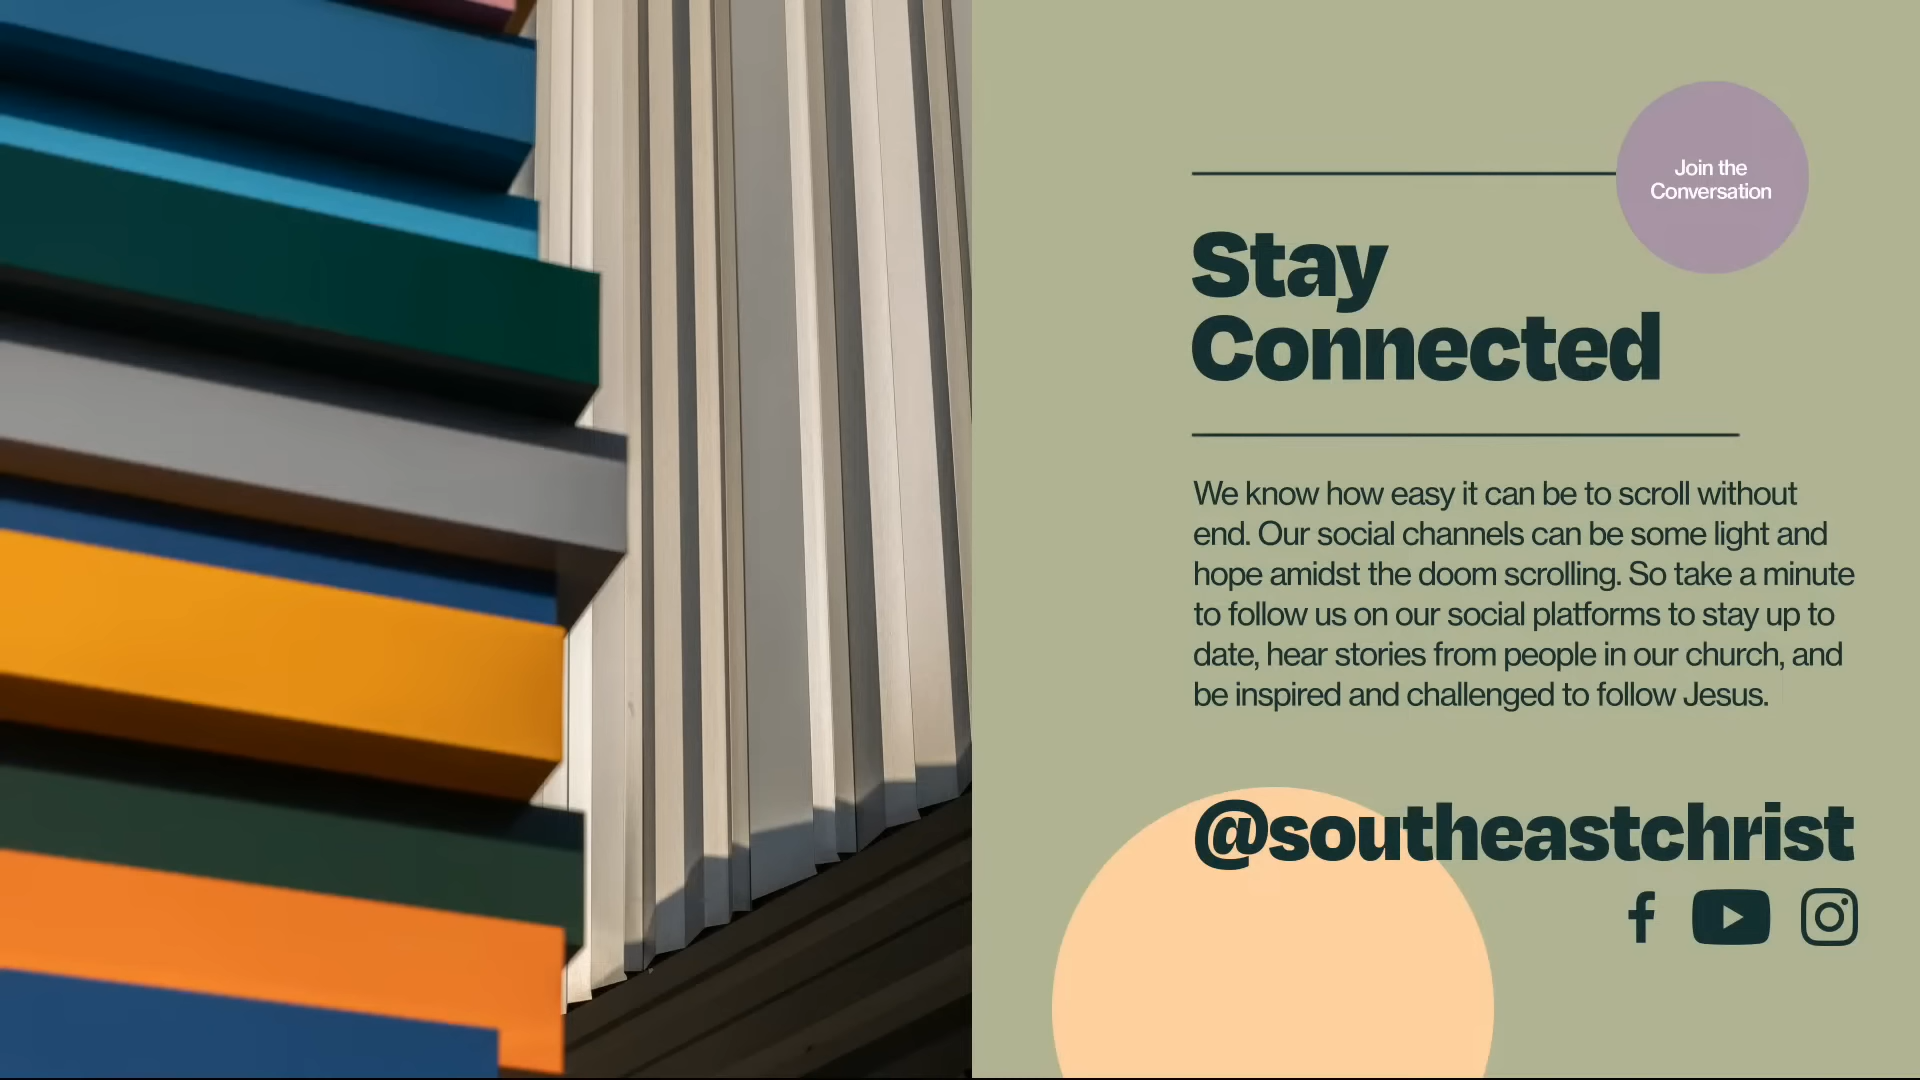 Join the
Conversation
Stay
Connected
We know how easy it can be to scroll without
end. Our social channels can be some light and
hope amidst the doom scrolling. So take a minute
to follow us on our social platforms to stay up to
date, hear stories from people in our church, and
be inspired and challenged to follow Jesus.
@southeastchrist